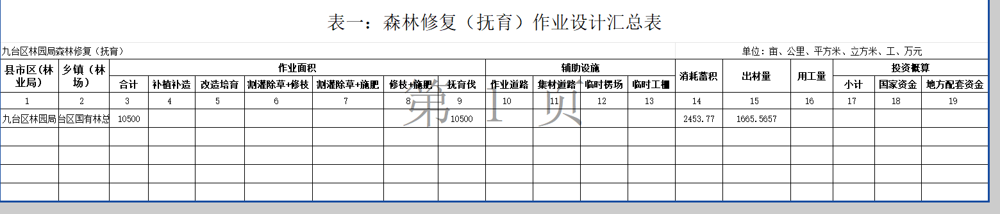 表一：森林修复（抚育）作业设计汇总表
九台区林园局森林修复（抚育） 单位：亩、公里、平方米、立方米、工、万元
县市区(林业局) 乡镇（林场） 作业面积 辅助设施 消耗蓄积 出材量 用工量 投资概算
合计 补植补造 改造培育 割灌除草+修枝 割灌除草+施肥 修枝+施肥 抚育伐 作业道路 集材道路 临时楞场 临时工棚 小计 国家资金 地方配套资金
1 2 3 4 5 6 7 8 9 10 11 12 13 14 15 16 17 18 19
九台区林园局 台区国有林总 10500 10500 2453.77 1665.5657
第 1 页